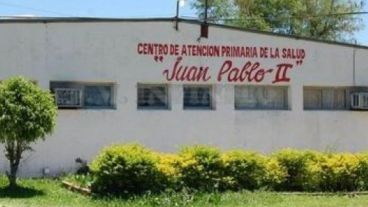 CENTRO DE ATENCION PRIMARIA DE LA SALUD
"Juan Pablo-II"